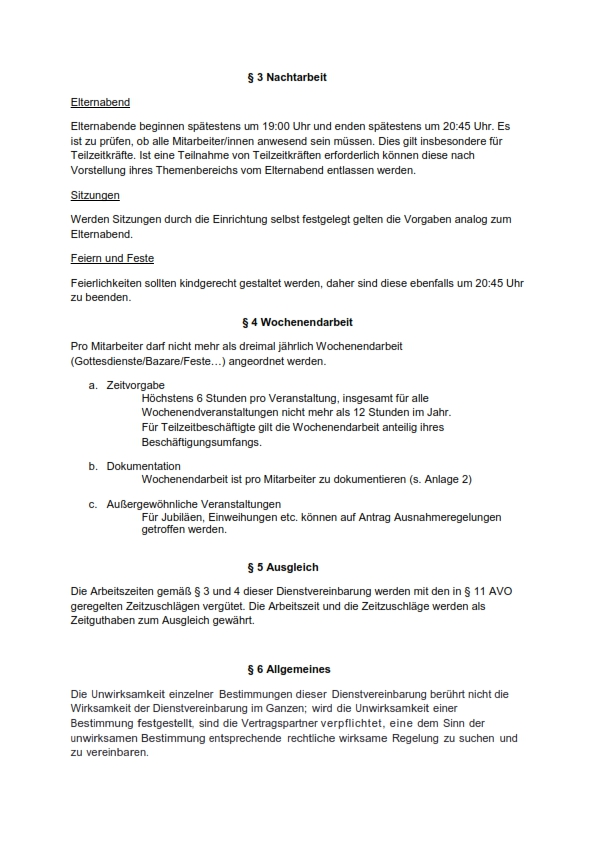 § 3 Nachtarbeit
Elternabend
Elternabende beginnen spätestens um 19:00 Uhr und enden spätestens um 20:45 Uhr. Es
ist zu prüfen, ob alle Mitarbeiter/innen anwesend sein müssen. Dies gilt insbesondere für
Teilzeitkräfte. Ist eine Teilnahme von Teilzeitkräften erforderlich können diese nach
Vorstellung ihres Themenbereichs vom Elternabend entlassen werden.
Sitzungen
Werden Sitzungen durch die Einrichtung selbst festgelegt gelten die Vorgaben analog zum
Elternabend.
Feiern und Feste
Feierlichkeiten sollten kindgerecht gestaltet werden, daher sind diese ebenfalls um 20:45 Uhr
zu beenden.
§ 4 Wochenendarbeit
Pro Mitarbeiter darf nicht mehr als dreimal jährlich Wochenendarbeit
(Gottesdienste/Bazare/Feste…) angeordnet werden.
a. Zeitvorgabe
Höchstens 6 Stunden pro Veranstaltung, insgesamt für alle
Wochenendveranstaltungen nicht mehr als 12 Stunden im Jahr.
Für Teilzeitbeschäftigte gilt die Wochenendarbeit anteilig ihres
Beschäftigungsumfangs.
b. Dokumentation
Wochenendarbeit ist pro Mitarbeiter zu dokumentieren (s. Anlage 2)
c. Außergewöhnliche Veranstaltungen
Für Jubiläen, Einweihungen etc. können auf Antrag Ausnahmeregelungen
getroffen werden.
§ 5 Ausgleich
Die Arbeitszeiten gemäß § 3 und 4 dieser Dienstvereinbarung werden mit den in § 11 AVO
geregelten Zeitzuschlägen vergütet. Die Arbeitszeit und die Zeitzuschläge werden als
Zeitguthaben zum Ausgleich gewährt.
§ 6 Allgemeines
Die Unwirksamkeit einzelner Bestimmungen dieser Dienstvereinbarung berührt nicht die
Wirksamkeit der Dienstvereinbarung im Ganzen; wird die Unwirksamkeit einer
Bestimmung festgestellt, sind die Vertragspartner verpflichtet, eine dem Sinn der
unwirksamen Bestimmung entsprechende rechtliche wirksame Regelung zu suchen und
zu vereinbaren.